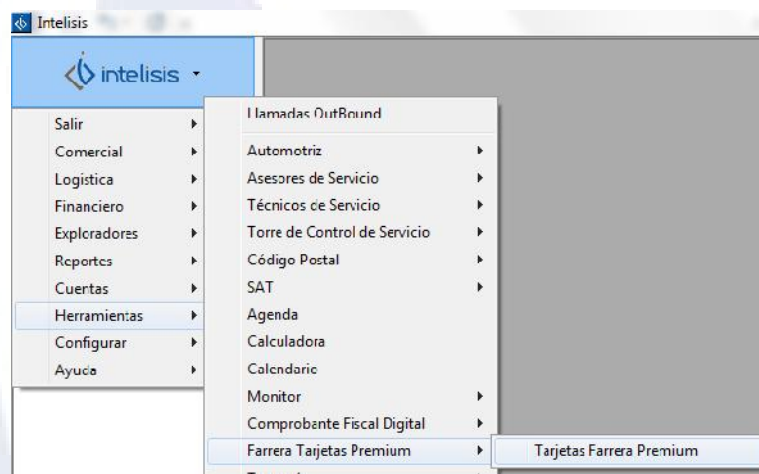 Intelisis
intelisis
Salir
Comercial
Logistica
Financiero
Exploradores
Reportes
Cuentas
Herramientas
Configurar
Ayuda
Llamadas OutBound
Automotriz
Asesores de Servicio
Técnicos de Servicio
Torre de Control de Servicio
Código Postal
SAT
Agenda
Calculadora
Calendario
Monitor
Comprobante Fiscal Digital
Farrera Tarjetas Premium
Tarjetas Farrera Premium